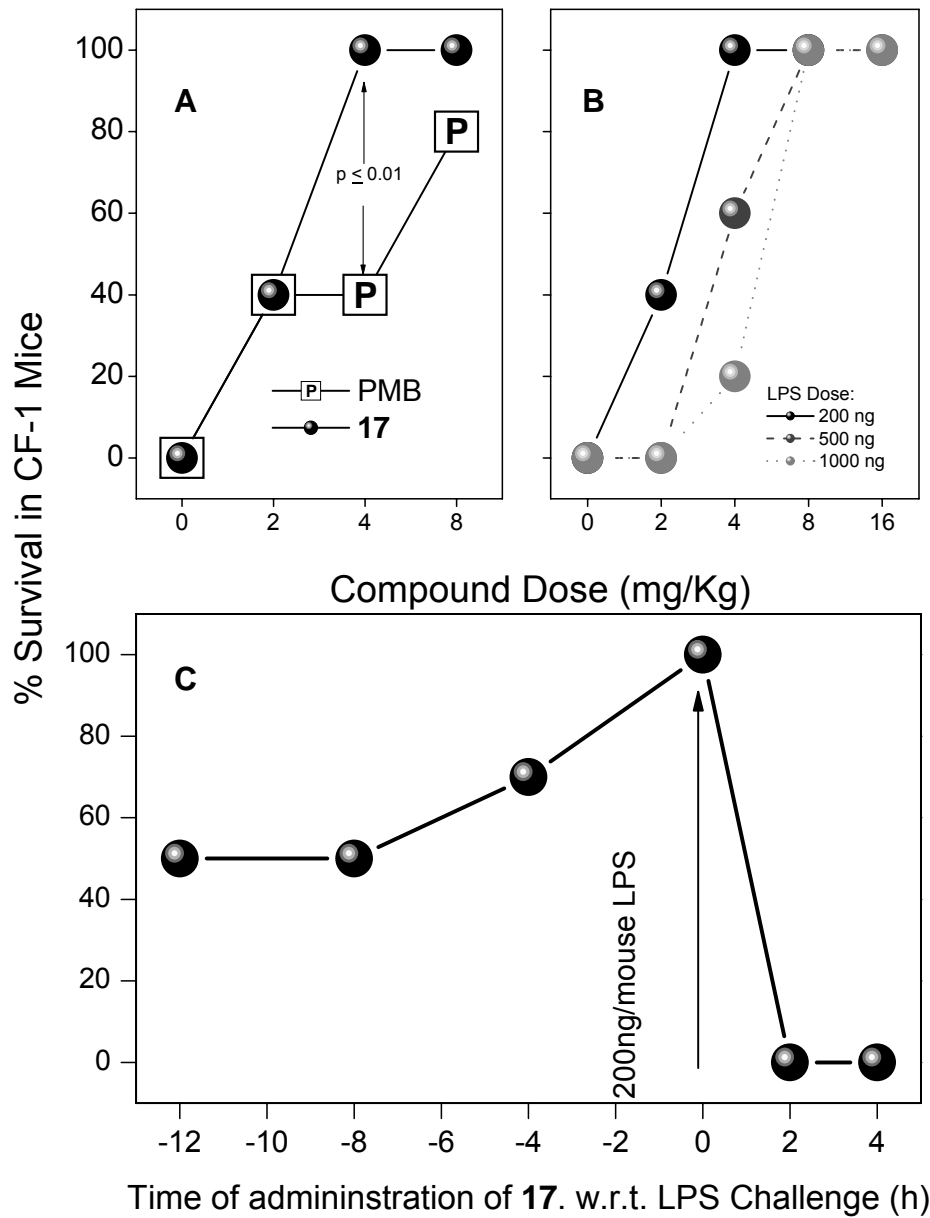 % Survival in CF-1 Mice
100
80
60
40
20
0
A
P
p ≤ 0.01
P
P PMB
17
0 2 4 8
B
LPS Dose:
200 ng
500 ng
1000 ng
0 2 4 8 16
Compound Dose (mg/Kg)
100
80
60
40
20
0
C
200ng/mouse LPS
-12 -10 -8 -6 -4 -2 0 2 4
Time of admininstration of 17. w.r.t. LPS Challenge (h)